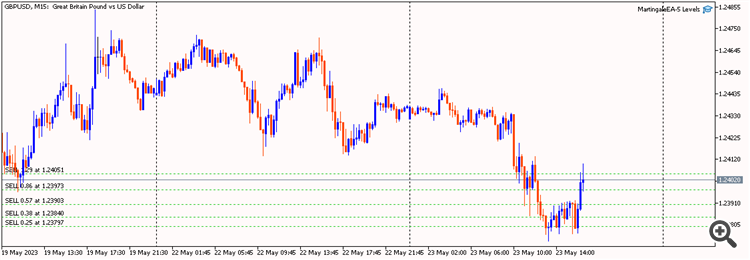 GBPUSD, M15: Great Britain Pound vs US Dollar
MartingaleEA-5 Levels
1.24855
1.24750
1.24645
1.24540
1.24435
1.24330
1.24225
1.24120
SELL 1.29 at 1.24051
1.24020
SELL 0.86 at 1.23973
SELL 0.57 at 1.23903
1.23910
SELL 0.38 at 1.23840
SELL 0.25 at 1.23797
19 May 2023
19 May 13:30
19 May 17:30
19 May 21:30
22 May 01:45
22 May 05:45
22 May 09:45
22 May 13:45
22 May 17:45
22 May 21:45
23 May 02:00
23 May 06:00
23 May 10:00
23 May 14:00